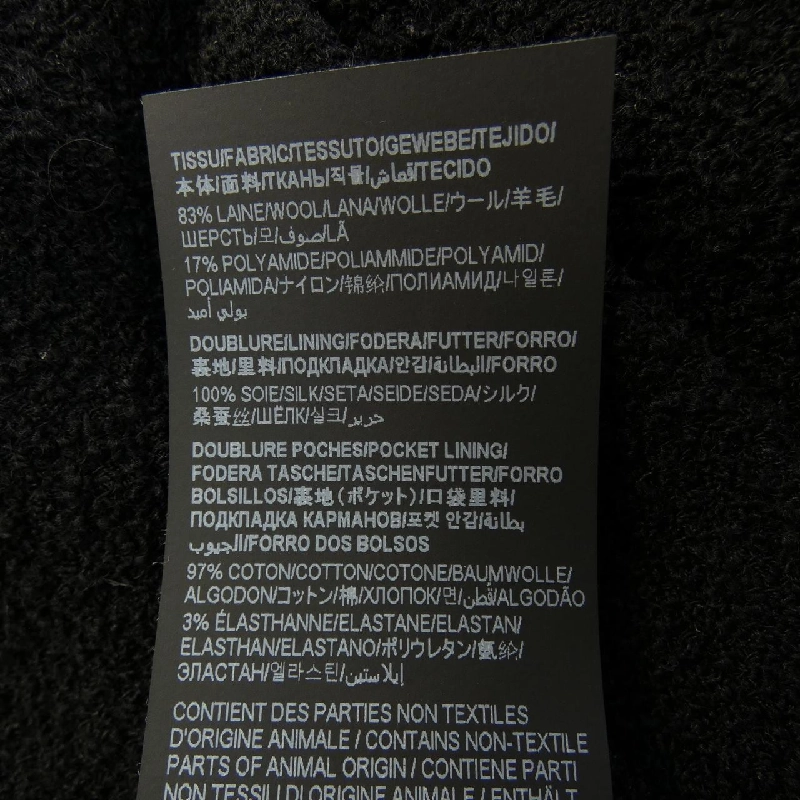 TISSU/FABRIC/TESSUTO/GEWEBE/TEJIDO/
本体/面料/ТКАНЬ/직물/قماش/TECIDO
83% LAINE/WOOL/LANA/WOLLE/ウール/羊毛/
ШЕРСТЬ/모/صوف/LÃ
17% POLYAMIDE/POLIAMMIDE/POLYAMID/
POLIAMIDA/ナイロン/锦纶/ПОЛИАМИД/나일론/
بولي أميد
DOUBLURE/LINING/FODERA/FUTTER/FORRO/
裏地/里料/ПОДКЛАДКА/안감/البطانة/FORRO
100% SOIE/SILK/SETA/SEIDE/SEDA/シルク/
桑蚕丝/ШЁЛК/실크/حرير
DOUBLURE POCHES/POCKET LINING/
FODERA TASCHE/TASCHENFUTTER/FORRO
BOLSILLOS/裏地(ポケット)/口袋里料/
ПОДКЛАДКА КАРМАНОВ/포켓 안감/بطانة
الجيوب/FORRO DOS BOLSOS
97% COTON/COTTON/COTONE/BAUMWOLLE/
ALGODON/コットン/棉/ХЛОПОК/면/قطن/ALGODÃO
3% ÉLASTHANNE/ELASTANE/ELASTAN/
ELASTHAN/ELASTANO/ポリウレタン/氨纶/
ЭЛАСТАН/엘라스틴/إيلاستين
CONTIENT DES PARTIES NON TEXTILES
D'ORIGINE ANIMALE / CONTAINS NON-TEXTILE
PARTS OF ANIMAL ORIGIN / CONTIENE PARTI
NON TESSILI DI ORIGINE ANIMALE / ENTHÄLT